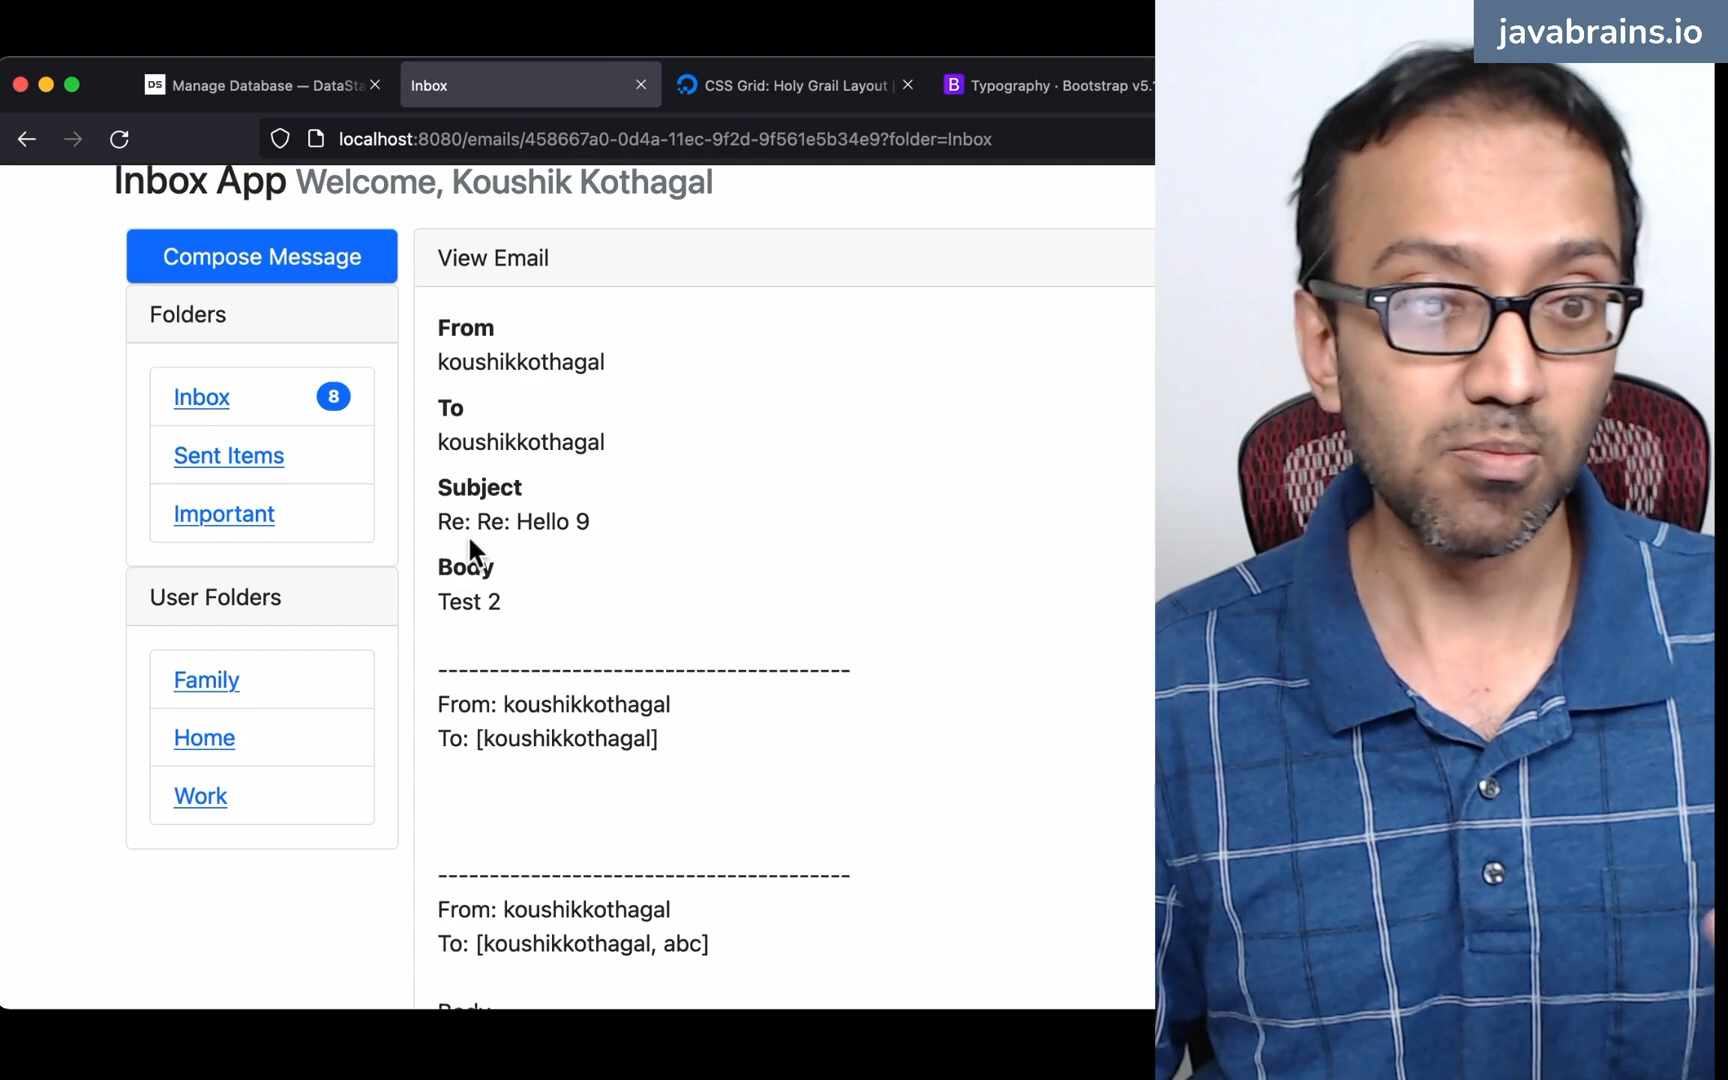 javabrains.io
DS Manage Database — DataSta
Inbox
CSS Grid: Holy Grail Layout |
B Typography · Bootstrap v5.1
localhost:8080/emails/458667a0-0d4a-11ec-9f2d-9f561e5b34e9?folder=Inbox
Inbox App Welcome, Koushik Kothagal
Compose Message
Folders
Inbox 8
Sent Items
Important
User Folders
Family
Home
Work
View Email
From
koushikkothagal
To
koushikkothagal
Subject
Re: Re: Hello 9
Body
Test 2
----------------------------------------
From: koushikkothagal
To: [koushikkothagal]
----------------------------------------
From: koushikkothagal
To: [koushikkothagal, abc]